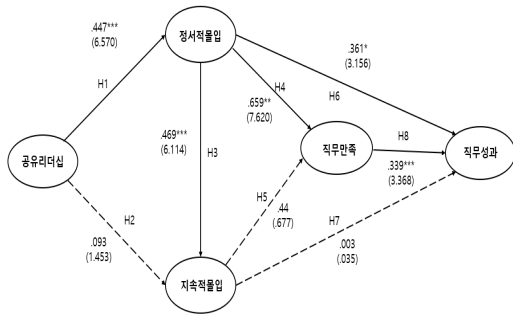 .447***
(6.570)
정서적몰입
.361*
(3.156)
H1
H4
H6
.659**
(7.620)
.469***
(6.114)
H3
H8
공유리더십
직무만족
직무성과
.339***
(3.368)
H5
H2
.44
(.677)
H7
.093
(1.453)
.003
(.035)
지속적몰입